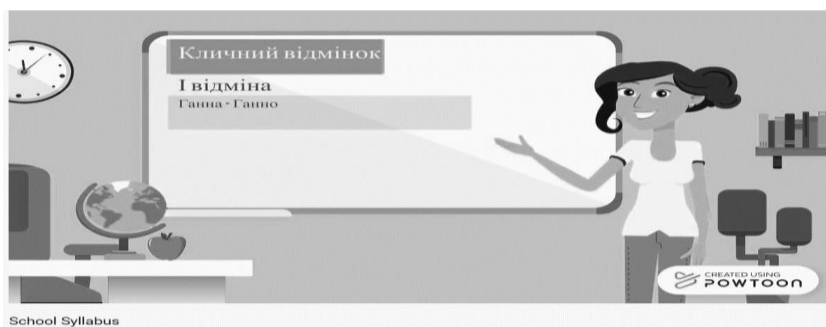 Кличний відмінок
І відміна
Ганна - Ганно
CREATED USING
POWTOON
School Syllabus